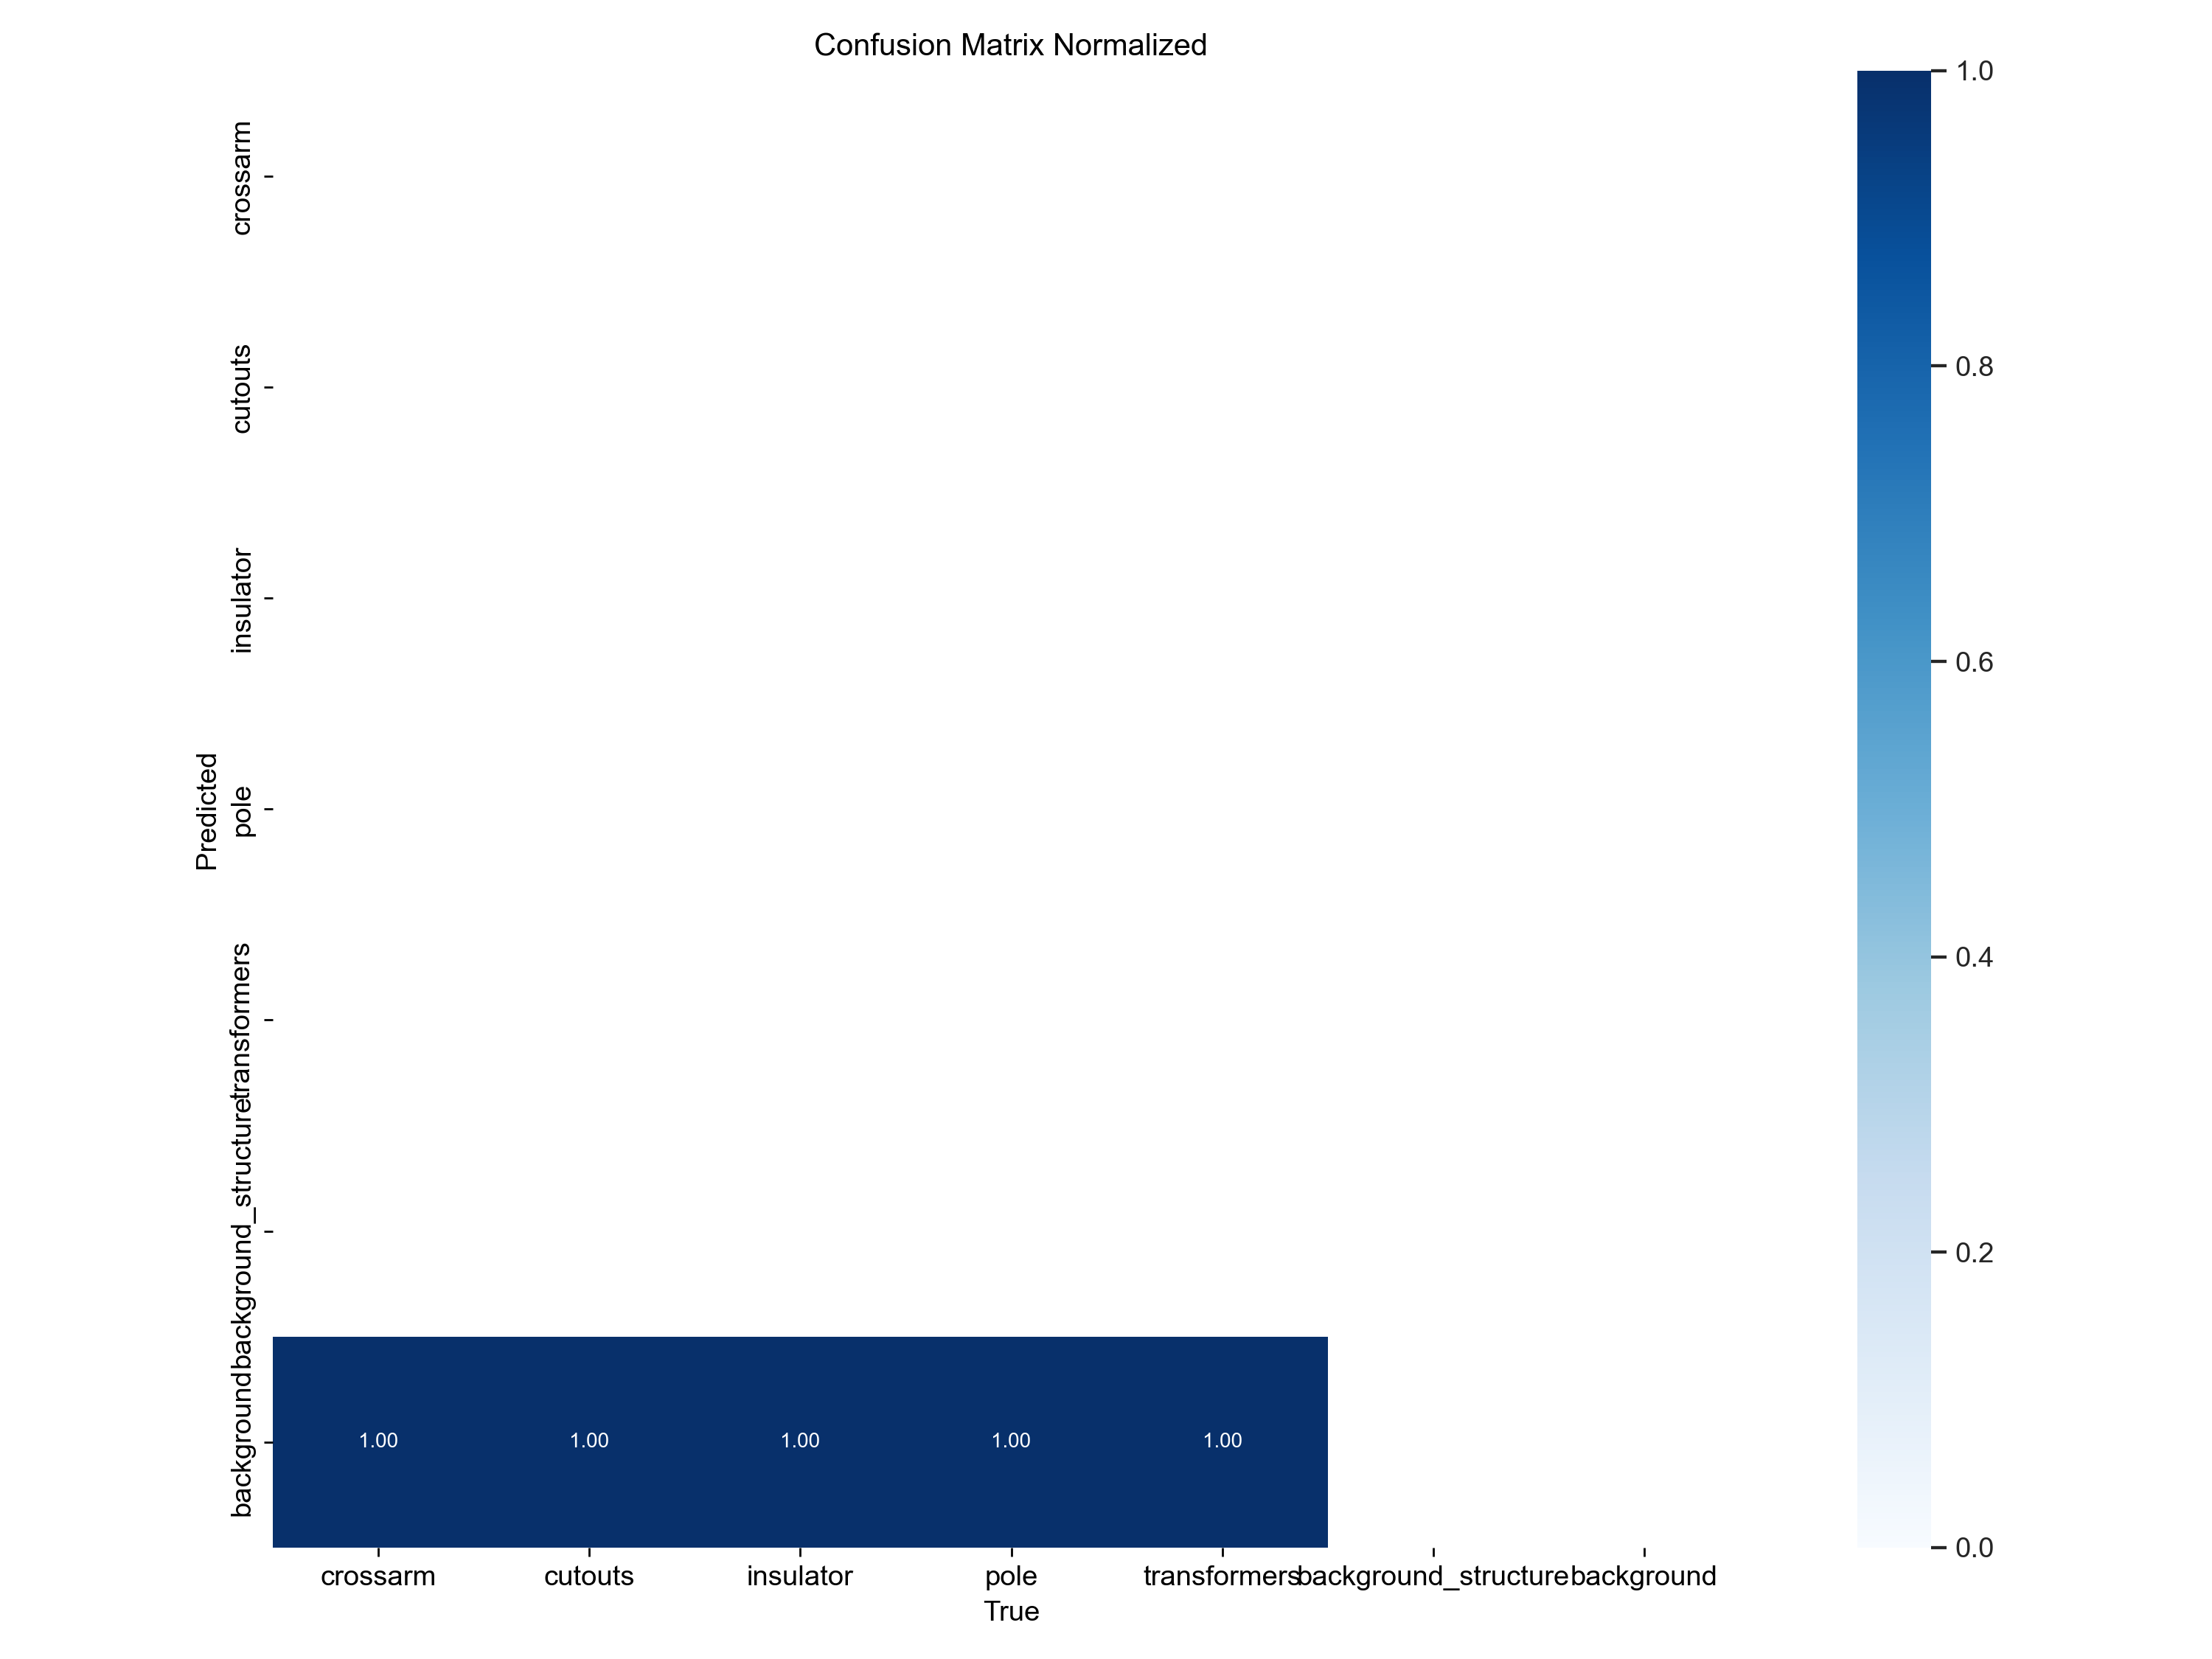 Confusion Matrix Normalized
crossarm
cutouts
insulator
pole
transformers
background_structure
background
Predicted
1.00 1.00 1.00 1.00 1.00
crossarm cutouts insulator pole transformers background_structure background
True
1.0
0.8
0.6
0.4
0.2
0.0